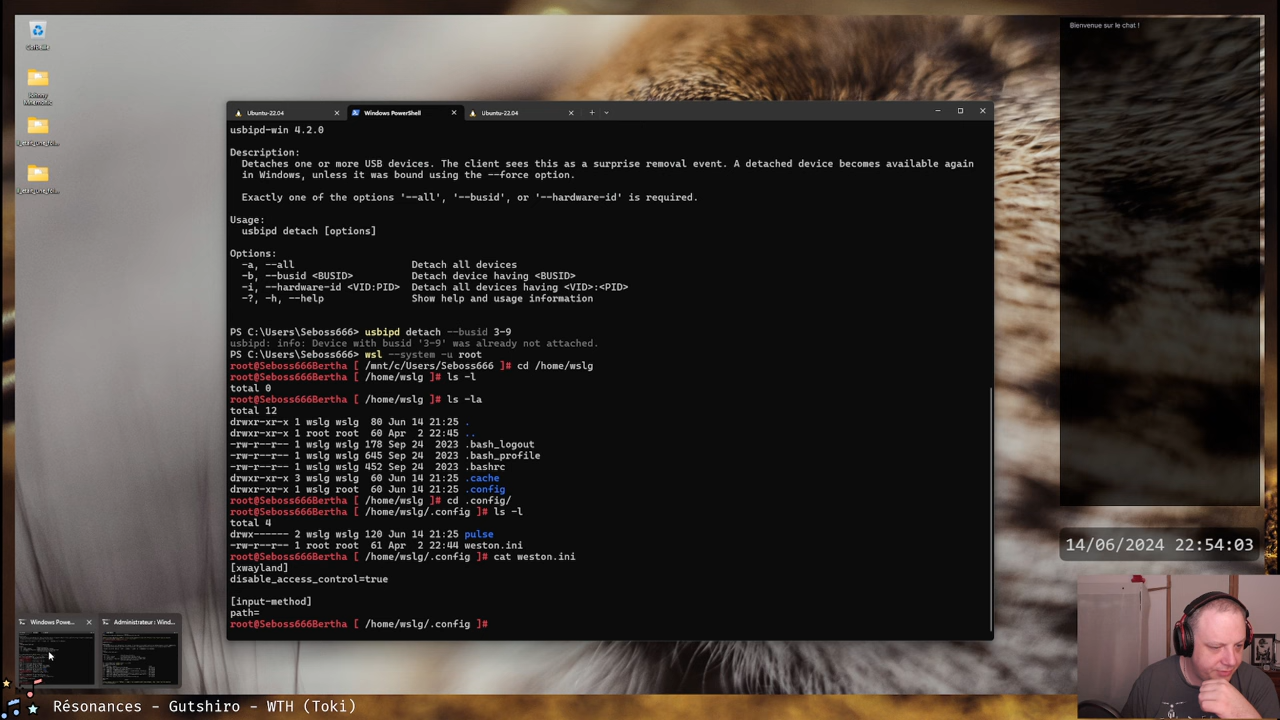 Bienvenue sur le chat !
Johnny
Mnemonic
Ubuntu-22.04
Windows PowerShell
Ubuntu-22.04
usbipd-win 4.2.0
Description:
Detaches one or more USB devices. The client sees this as a surprise removal event. A detached device becomes available again
in Windows, unless it was bound using the --force option.
Exactly one of the options '--all', '--busid', or '--hardware-id' is required.
Usage:
usbipd detach [options]
Options:
-a, --all Detach all devices
-b, --busid <BUSID> Detach device having <BUSID>
-i, --hardware-id <VID:PID> Detach all devices having <VID>:<PID>
-?, -h, --help Show help and usage information
PS C:\Users\Seboss666> usbipd detach --busid 3-9
usbipd: info: Device with busid '3-9' was already not attached.
PS C:\Users\Seboss666> wsl --system -u root
root@Seboss666Bertha [ /mnt/c/Users/Seboss666 ]# cd /home/wslg
root@Seboss666Bertha [ /home/wslg ]# ls -l
total 0
root@Seboss666Bertha [ /home/wslg ]# ls -la
total 12
drwxr-xr-x 1 wslg wslg 80 Jun 14 21:25 .
drwxr-xr-x 1 root root 60 Apr 2 22:45 ..
-rw-r--r-- 1 wslg wslg 178 Sep 24 2023 .bash_logout
-rw-r--r-- 1 wslg wslg 645 Sep 24 2023 .bash_profile
-rw-r--r-- 1 wslg wslg 452 Sep 24 2023 .bashrc
drwxr-xr-x 3 wslg wslg 60 Jun 14 21:25 .cache
drwxr-xr-x 1 wslg root 60 Jun 14 21:25 .config
root@Seboss666Bertha [ /home/wslg ]# cd .config/
root@Seboss666Bertha [ /home/wslg/.config ]# ls -l
total 4
drwx------ 2 wslg wslg 120 Jun 14 21:25 pulse
-rw-r--r-- 1 root root 61 Apr 2 22:44 weston.ini
root@Seboss666Bertha [ /home/wslg/.config ]# cat weston.ini
[xwayland]
disable_access_control=true
[input-method]
path=
root@Seboss666Bertha [ /home/wslg/.config ]#
14/06/2024 22:54:03
Windows Powe...
Administrateur : Wind...
Résonances - Gutshiro - WTH (Toki)